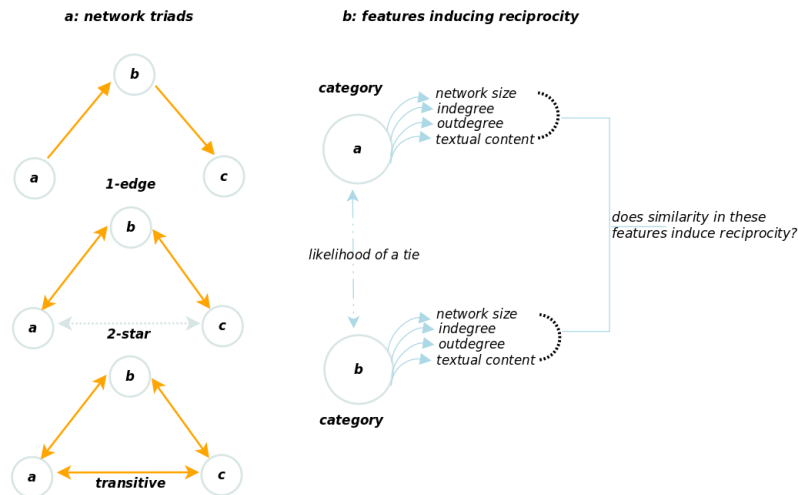 a: network triads
b
a
c
1-edge
b
a
c
2-star
b
a
c
transitive
b: features inducing reciprocity
category
a
network size
indegree
outdegree
textual content
likelihood of a tie
does similarity in these
features induce reciprocity?
network size
indegree
outdegree
textual content
b
category